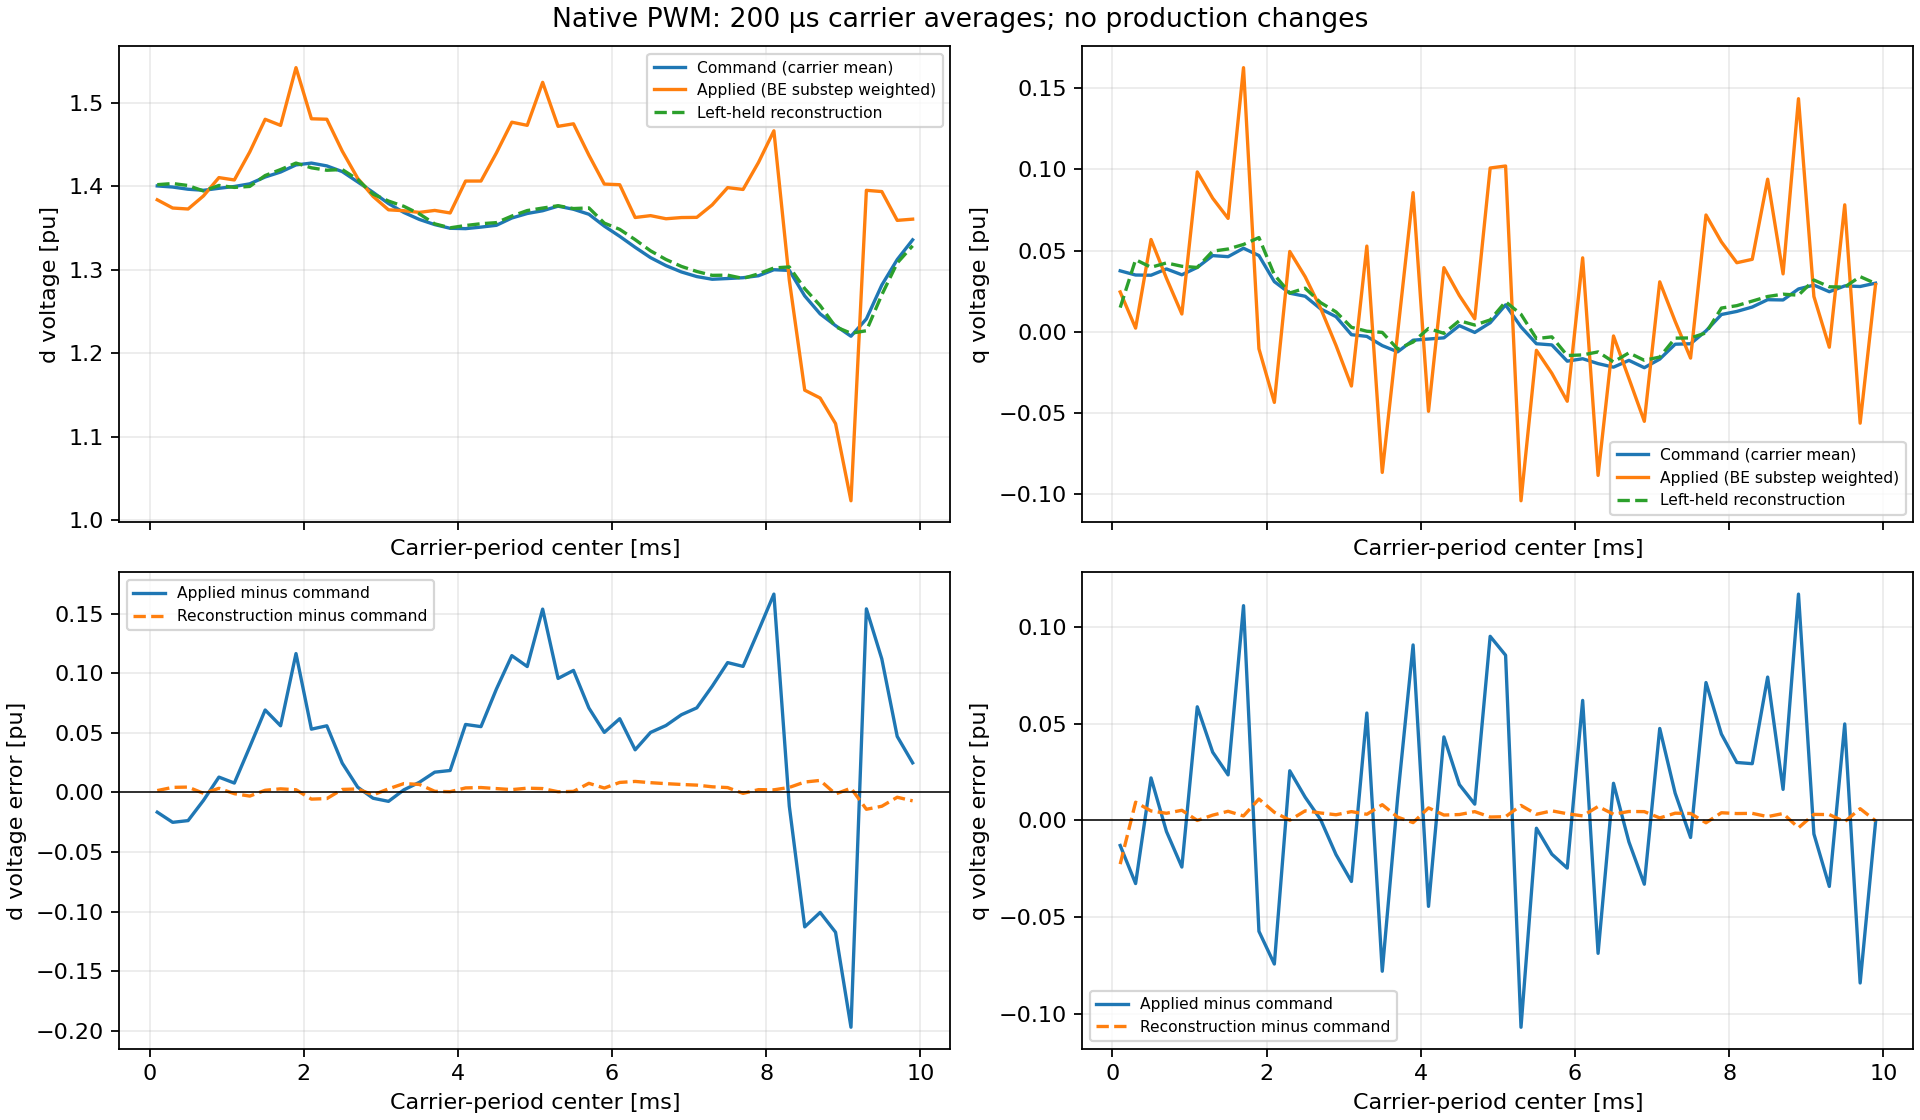 Native PWM: 200 µs carrier averages; no production changes
d voltage [pu]
1.5
1.4
1.3
1.2
1.1
1.0
Command (carrier mean)
Applied (BE substep weighted)
Left-held reconstruction
Carrier-period center [ms]
q voltage [pu]
0.15
0.10
0.05
0.00
−0.05
−0.10
Command (carrier mean)
Applied (BE substep weighted)
Left-held reconstruction
Carrier-period center [ms]
d voltage error [pu]
0.15
0.10
0.05
0.00
−0.05
−0.10
−0.15
−0.20
Applied minus command
Reconstruction minus command
0 2 4 6 8 10
Carrier-period center [ms]
q voltage error [pu]
0.10
0.05
0.00
−0.05
−0.10
Applied minus command
Reconstruction minus command
0 2 4 6 8 10
Carrier-period center [ms]